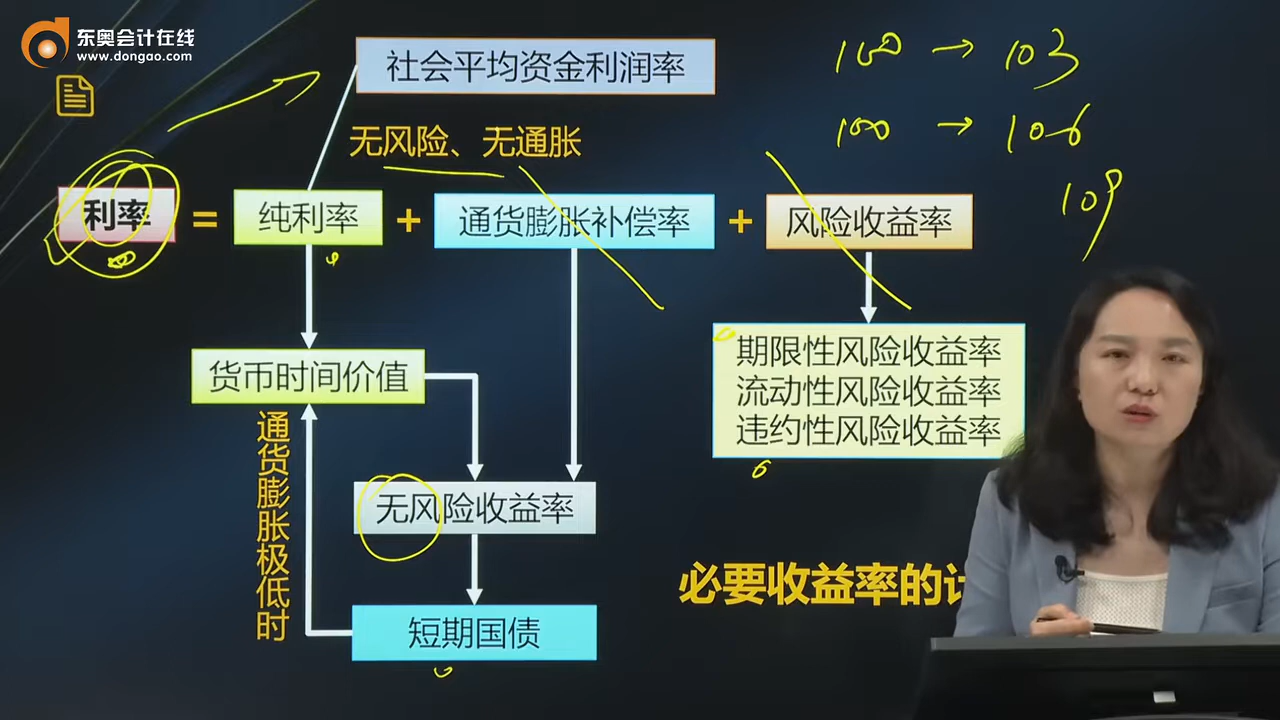 东奥会计在线
www.dongao.com
社会平均资金利润率
100 → 103
无风险、无通胀
100 → 106
109
利率 = 纯利率 + 通货膨胀补偿率 + 风险收益率
期限性风险收益率
流动性风险收益率
违约性风险收益率
货币时间价值
通货膨胀极低时
无风险收益率
必要收益率的
短期国债